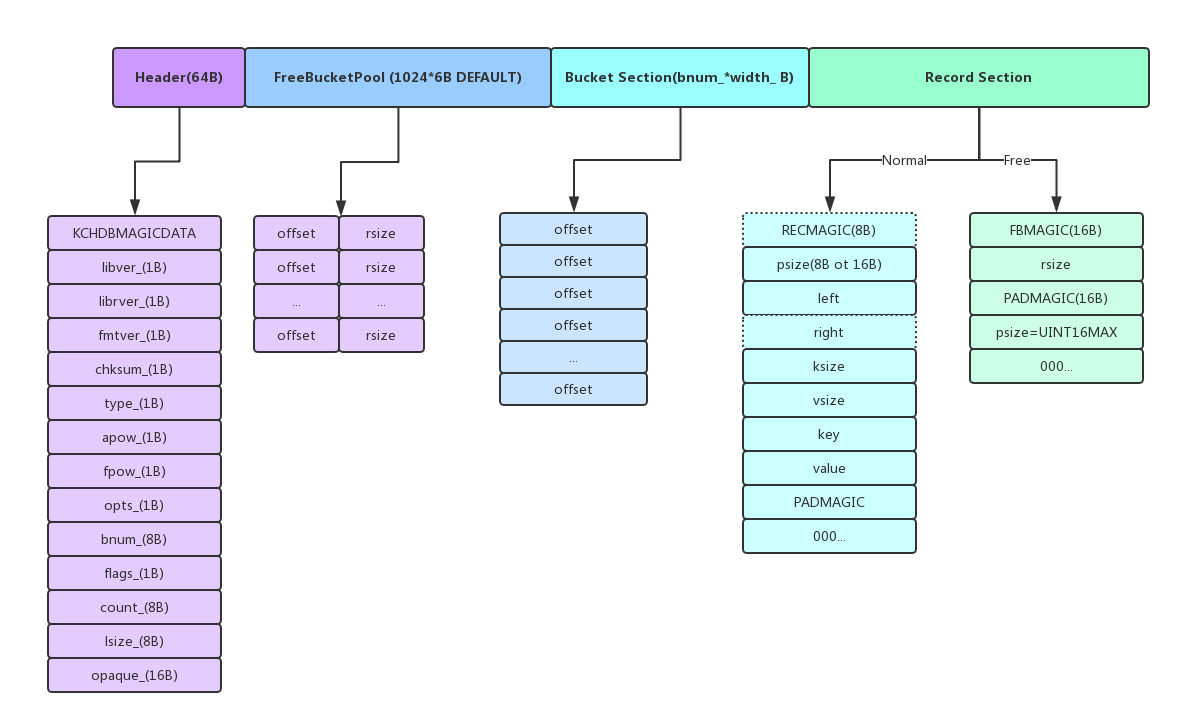 Header(64B)
FreeBucketPool (1024*6B DEFAULT)
Bucket Section(bnum_*width_ B)
Record Section
Normal
Free
KCHDBMAGICDATA
libver_(1B)
librver_(1B)
fmtver_(1B)
chksum_(1B)
type_(1B)
apow_(1B)
fpow_(1B)
opts_(1B)
bnum_(8B)
flags_(1B)
count_(8B)
lsize_(8B)
opaque_(16B)
offset rsize
offset rsize
... ...
offset rsize
offset
offset
offset
offset
...
offset
RECMAGIC(8B)
psize(8B ot 16B)
left
right
ksize
vsize
key
value
PADMAGIC
000...
FBMAGIC(16B)
rsize
PADMAGIC(16B)
psize=UINT16MAX
000...